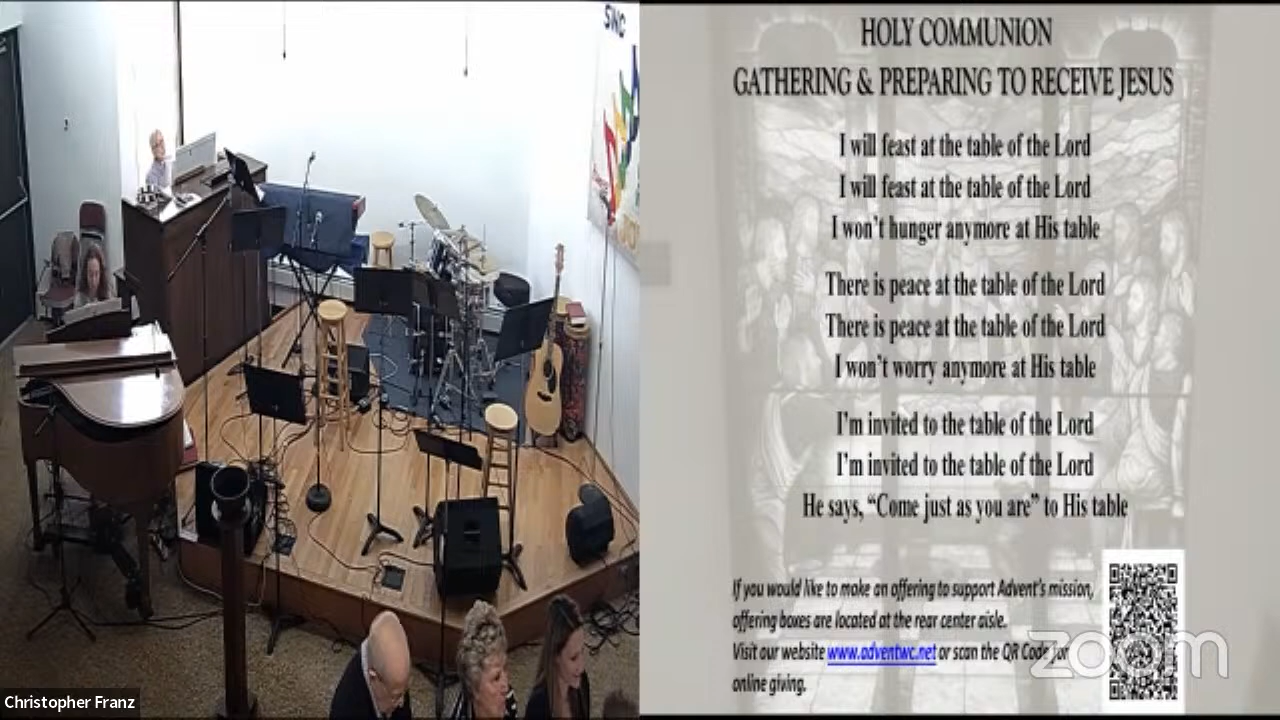 SING
HOLY COMMUNION
GATHERING & PREPARING TO RECEIVE JESUS
I will feast at the table of the Lord
I will feast at the table of the Lord
I won't hunger anymore at His table
There is peace at the table of the Lord
There is peace at the table of the Lord
I won't worry anymore at His table
I'm invited to the table of the Lord
I'm invited to the table of the Lord
He says, “Come just as you are” to His table
If you would like to make an offering to support Advent's mission,
offering boxes are located at the rear center aisle.
Visit our website www.adventwc.net or scan the QR Code for
online giving.
zoom
Christopher Franz